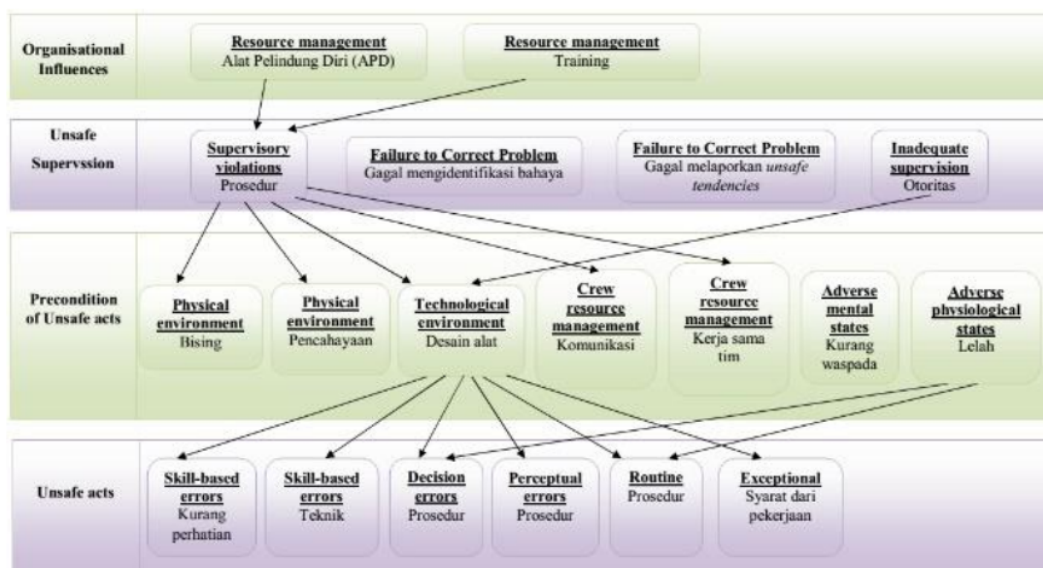 Organisational
Influences
Resource management
Alat Pelindung Diri (APD)
Resource management
Training
Unsafe
Supervssion
Supervisory
violations
Prosedur
Failure to Correct Problem
Gagal mengidentifikasi bahaya
Failure to Correct Problem
Gagal melaporkan unsafe
tendencies
Inadequate
supervision
Otoritas
Precondition
of Unsafe acts
Physical
environment
Bising
Physical
environment
Pencahayaan
Technological
environment
Desain alat
Crew
resource
management
Komunikasi
Crew
resource
management
Kerja sama
tim
Adverse
mental
states
Kurang
waspada
Adverse
physiological
states
Lelah
Unsafe acts
Skill-based
errors
Kurang
perhatian
Skill-based
errors
Teknik
Decision
errors
Prosedur
Perceptual
errors
Prosedur
Routine
Prosedur
Exceptional
Syarat dari
pekerjaan